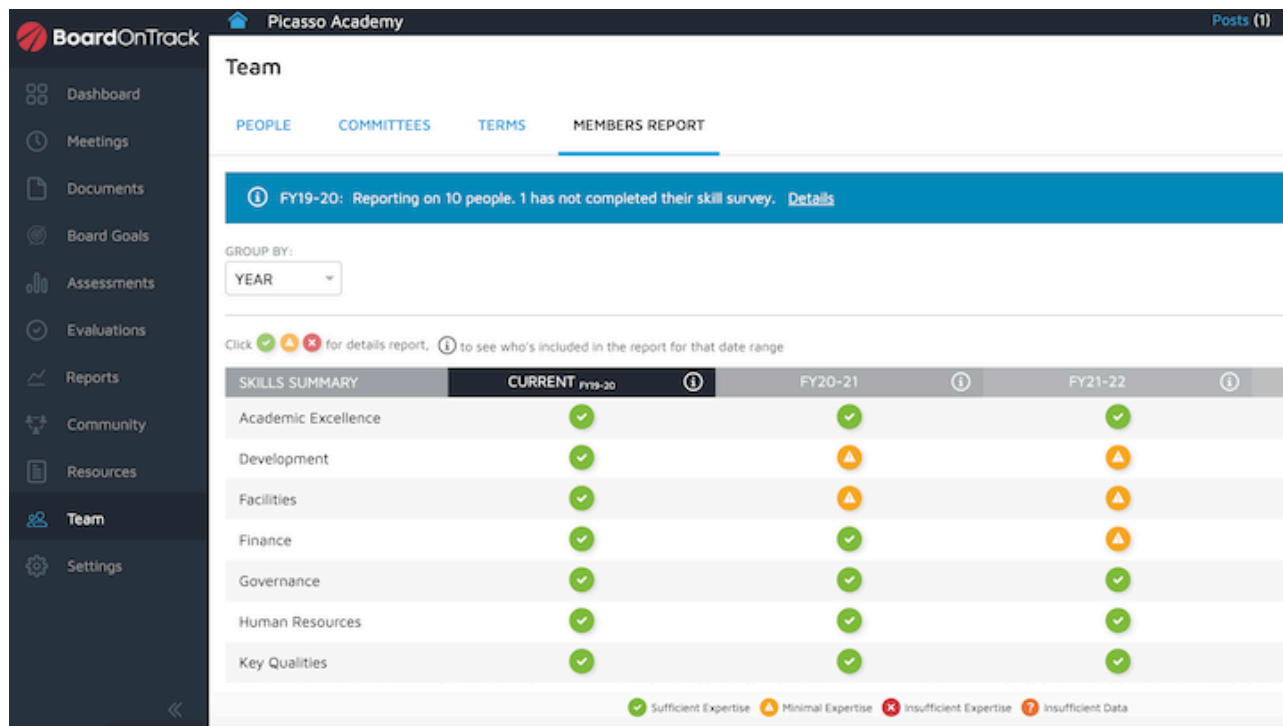 BoardOnTrack
Picasso Academy
Posts (1)
Dashboard
Meetings
Documents
Board Goals
Assessments
Evaluations
Reports
Community
Resources
Team
Settings
Team
PEOPLE COMMITTEES TERMS MEMBERS REPORT
FY19-20: Reporting on 10 people. 1 has not completed their skill survey. Details
GROUP BY:
YEAR
Click for details report, to see who's included in the report for that date range
SKILLS SUMMARY CURRENT FY19-20 FY20-21 FY21-22
Academic Excellence
Development
Facilities
Finance
Governance
Human Resources
Key Qualities
Sufficient Expertise Minimal Expertise Insufficient Expertise Insufficient Data